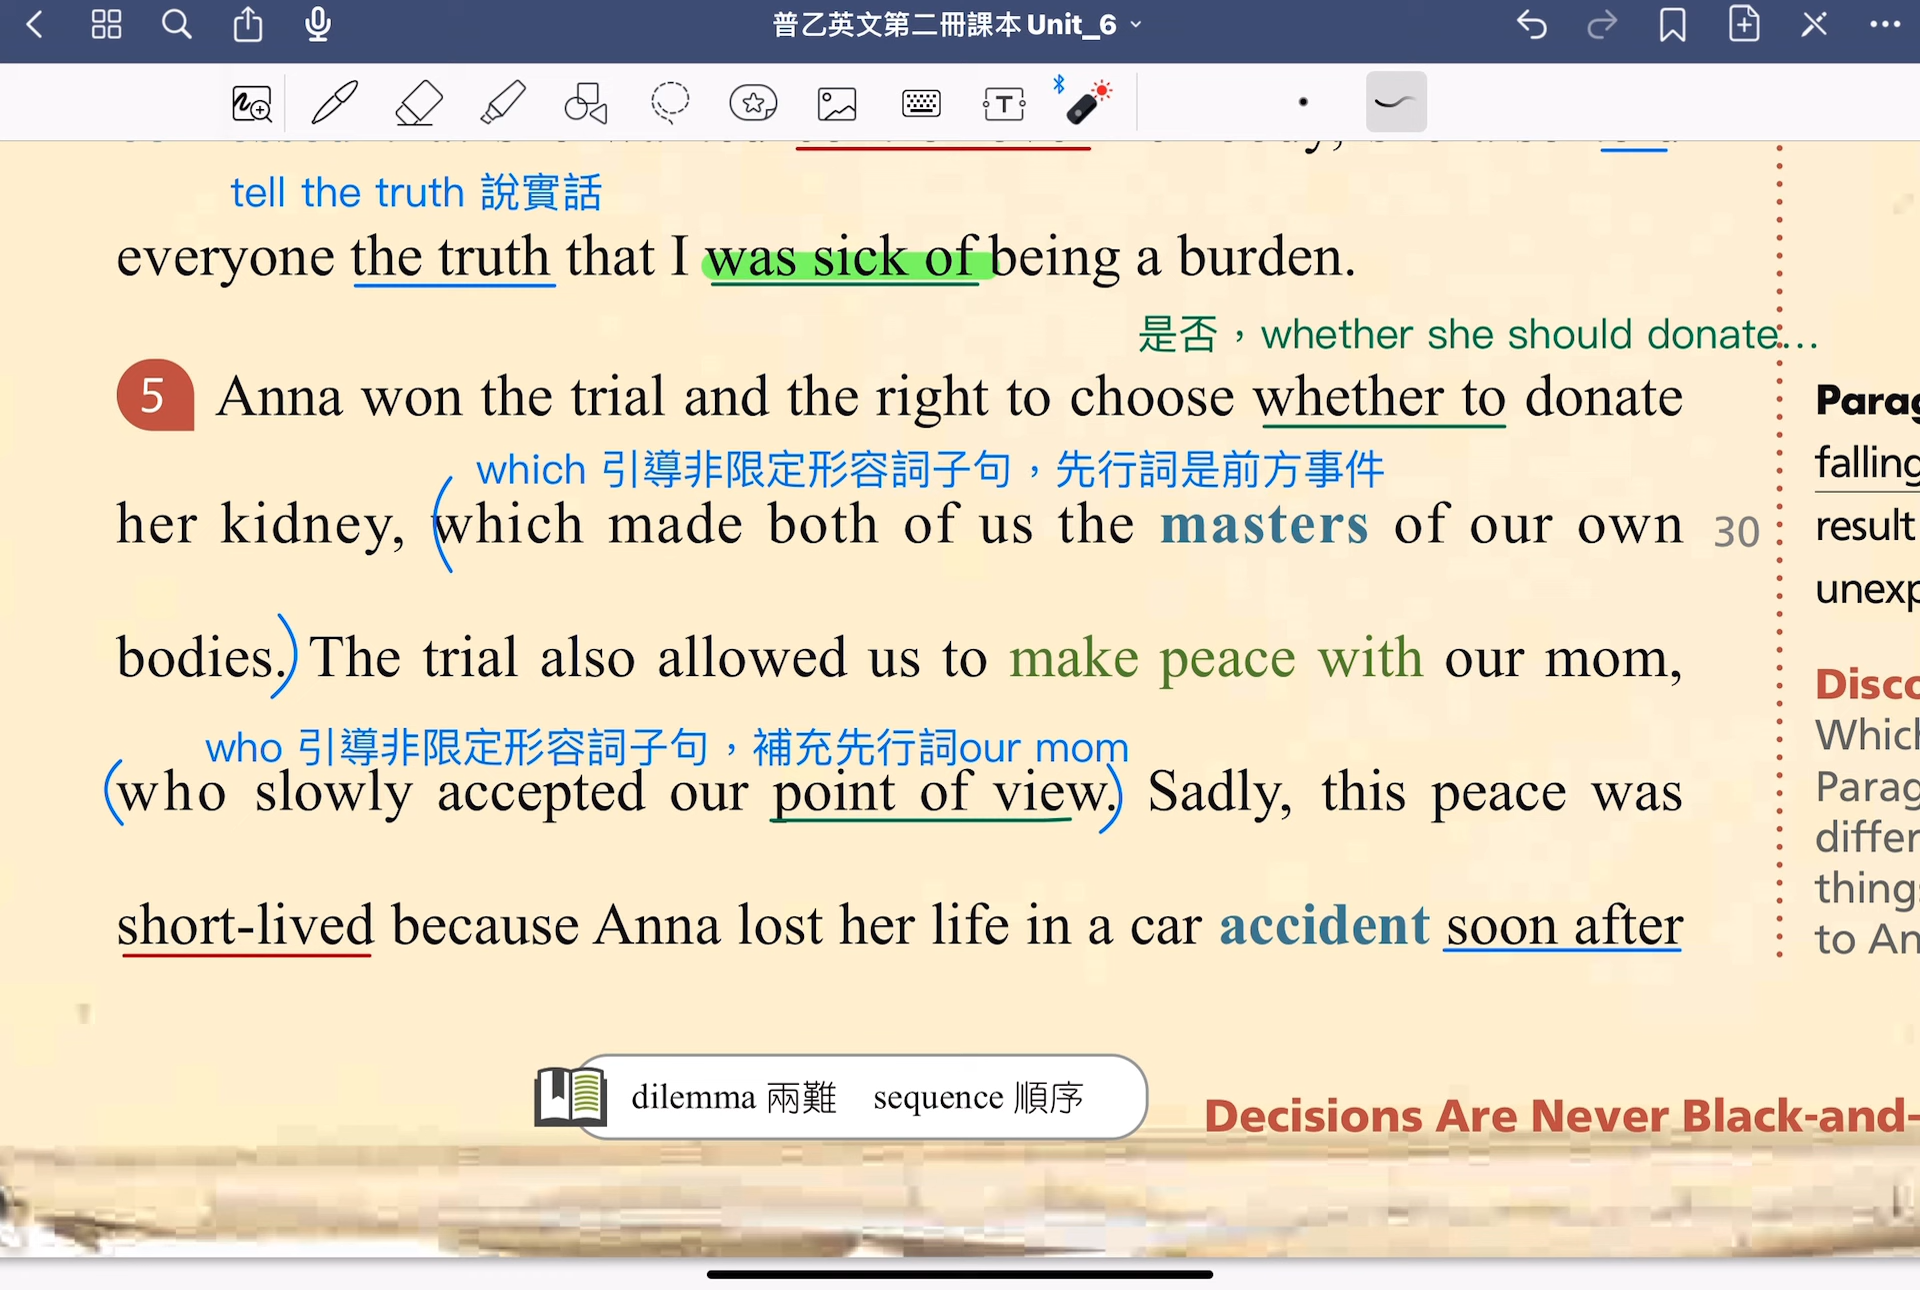 普乙英文第二冊課本 Unit_6
tell the truth 說實話
everyone the truth that I was sick of being a burden.
是否，whether she should donate...
5 Anna won the trial and the right to choose whether to donate
which 引導非限定形容詞子句，先行詞是前方事件
her kidney, which made both of us the masters of our own 30
bodies. The trial also allowed us to make peace with our mom,
who 引導非限定形容詞子句，補充先行詞our mom
who slowly accepted our point of view. Sadly, this peace was
short-lived because Anna lost her life in a car accident soon after
Parag
falling
result
unexp
Disco
Which
Parag
differ
things
to An
dilemma 兩難 sequence 順序
Decisions Are Never Black-and-